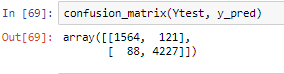 In [69]: confusion_matrix(Ytest, y_pred)
Out[69]: array([[1564, 121],
[ 88, 4227]])